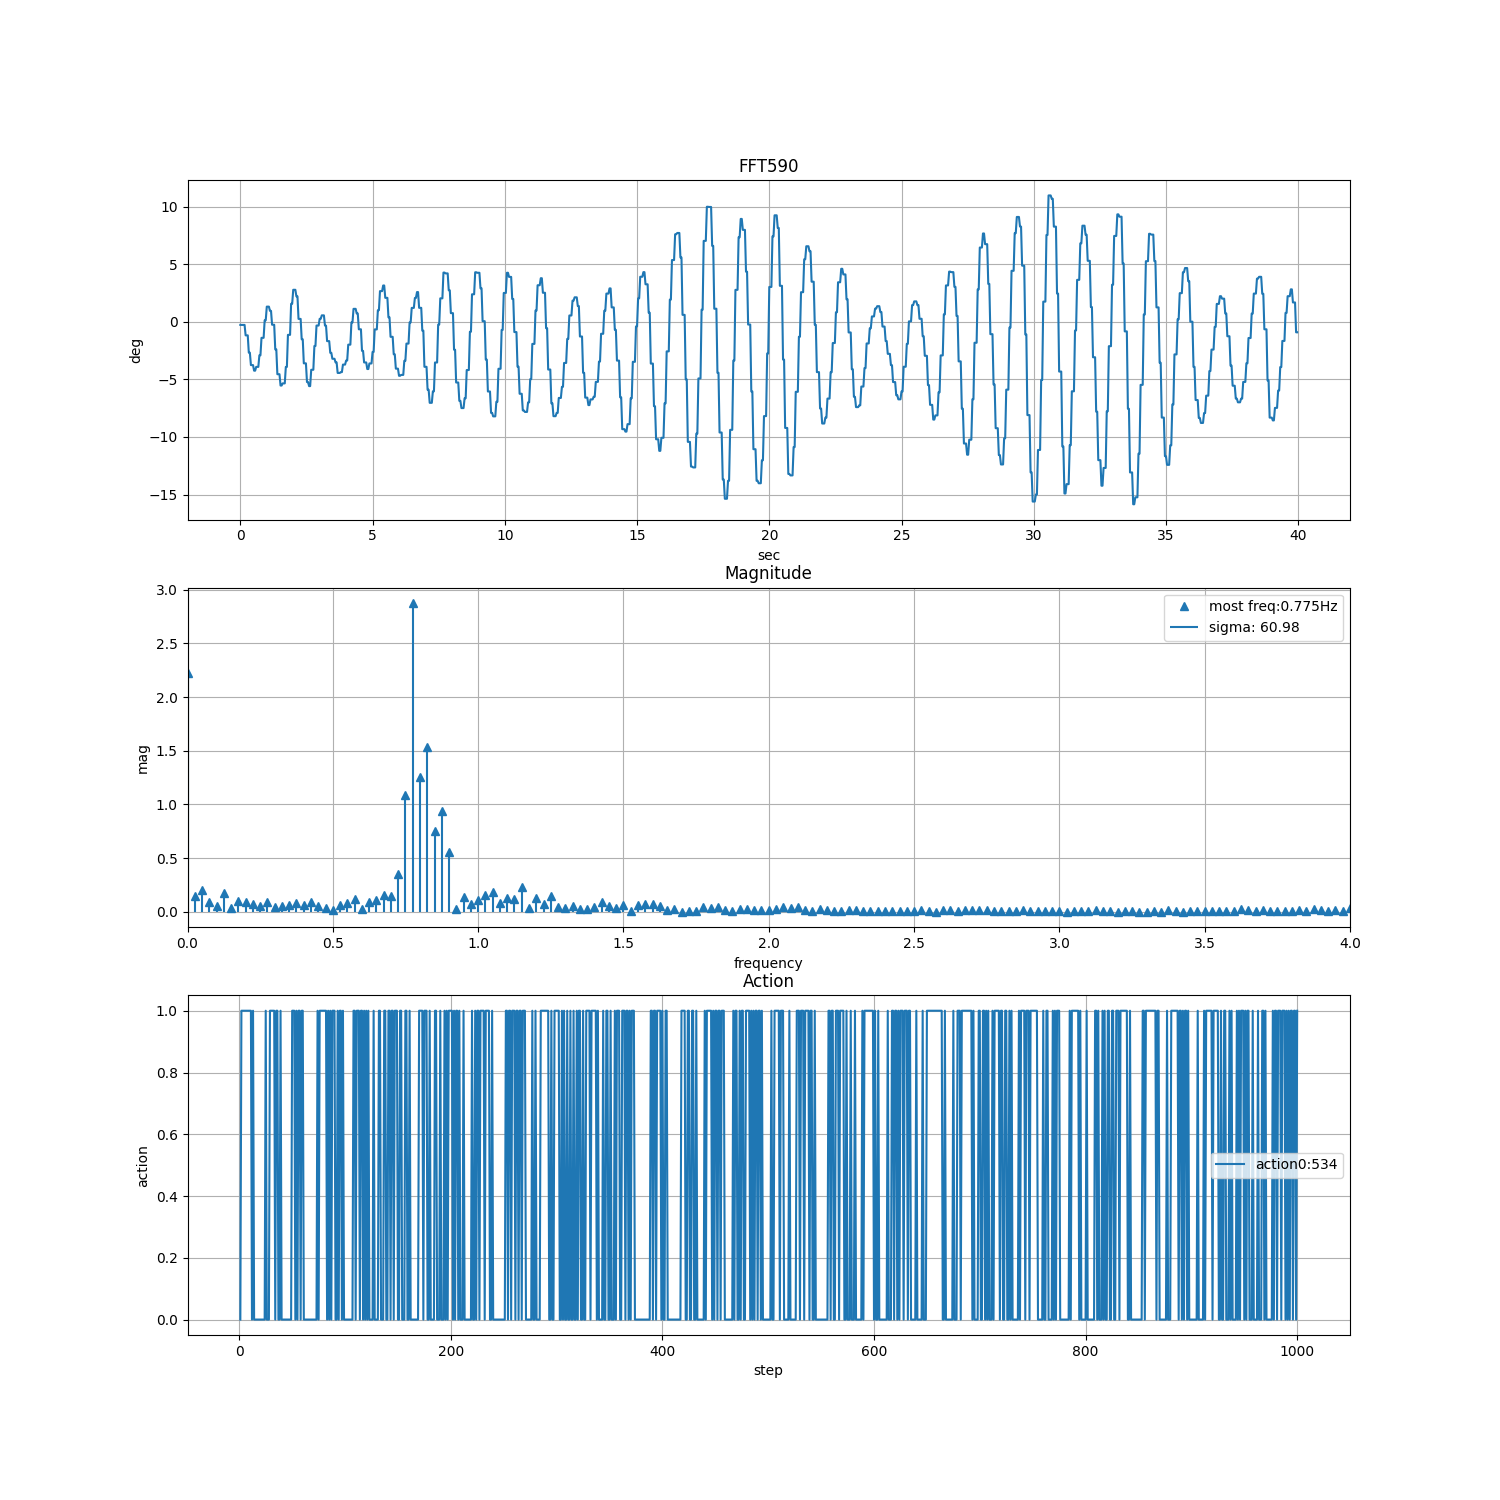 FFT590
10
5
0
−5
−10
−15
deg
0 5 10 15 20 25 30 35 40
sec
Magnitude
3.0
2.5
2.0
1.5
1.0
0.5
0.0
mag
most freq:0.775Hz
sigma: 60.98
0.0 0.5 1.0 1.5 2.0 2.5 3.0 3.5 4.0
frequency
Action
1.0
0.8
0.6
0.4
0.2
0.0
action
action0:534
0 200 400 600 800 1000
step